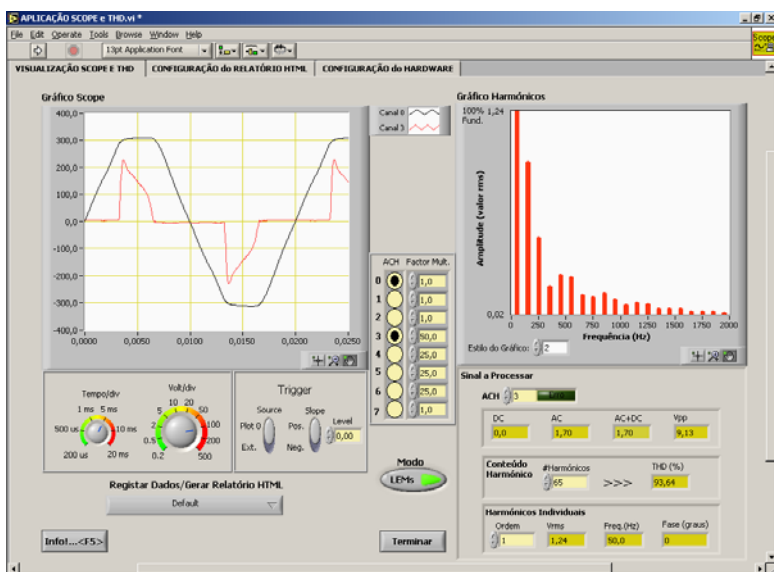 APLICAÇÃO SCOPE e THD.vi *
File Edit Operate Tools Browse Window Help
13pt Application Font
Scope
VISUALIZAÇÃO SCOPE E THD CONFIGURAÇÃO do RELATÓRIO HTML CONFIGURAÇÃO do HARDWARE
Gráfico Scope
400,0
300,0
200,0
100,0
0,0
-100,0
-200,0
-300,0
-400,0
0,0000 0,0050 0,0100 0,0150 0,0200 0,0250
Canal 0
Canal 3
ACH Factor Mult.
0 1,0
1 1,0
2 1,0
3 50,0
4 25,0
5 25,0
6 25,0
7 1,0
Gráfico Harmónicos
100% 1,24
Fund.
Amplitude (valor rms)
0,02
0 250 500 750 1000 1250 1500 1750 2000
Frequência (Hz)
Estilo do Gráfico: 2
Tempo/div
1 ms 5 ms
500 us 10 ms
200 us 20 ms
Volt/div
10 20
5 50
2 100
0.5 200
0.2 500
Trigger
Source Slope
Level
Plot 0 Pos. 0,00
Ext. Neg.
Modo
LEMs
Registar Dados/Gerar Relatório HTML
Default
Info!...<F5>
Terminar
Sinal a Processar
ACH 3
DC AC AC+DC Vpp
0,0 1,70 1,70 9,13
Conteúdo
Harmónico
#Harmónicos THD (%)
65 >>> 93,64
Harmónicos Individuais
Ordem Vrms Freq.(Hz) Fase (graus)
1 1,24 50,0 0